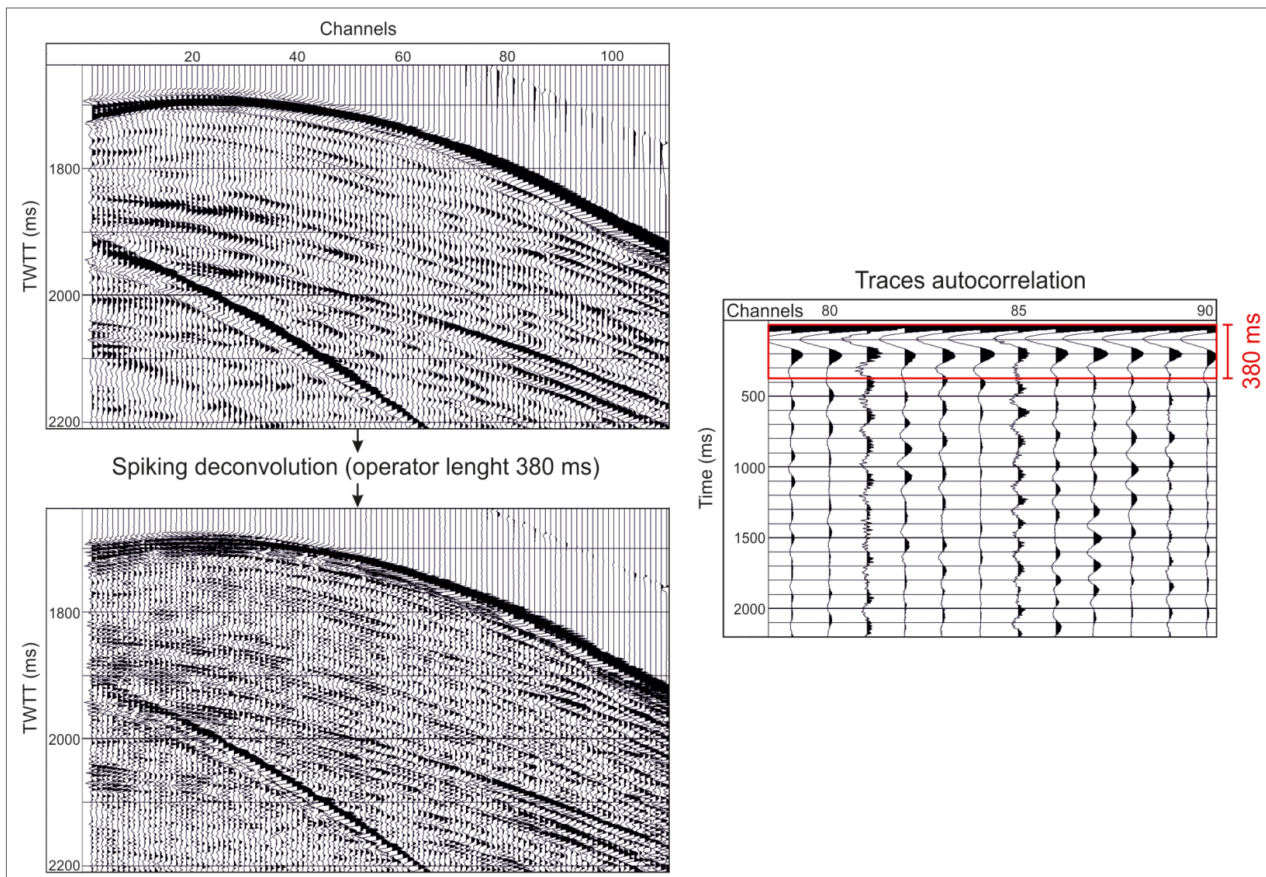 Channels
20 40 60 80 100
TWTT (ms)
1800
2000
2200
Spiking deconvolution (operator lenght 380 ms)
TWTT (ms)
1800
2000
2200
Traces autocorrelation
Channels 80 85 90
380 ms
Time (ms)
500
1000
1500
2000